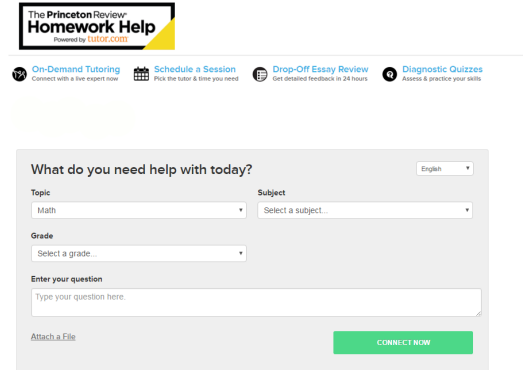 The Princeton Review®
Homework Help
Powered by tutor.com
On-Demand Tutoring
Connect with a live expert now
Schedule a Session
Pick the tutor & time you need
Drop-Off Essay Review
Get detailed feedback in 24 hours
Diagnostic Quizzes
Assess & practice your skills
What do you need help with today?
English
Topic
Subject
Math
Select a subject...
Grade
Select a grade...
Enter your question
Type your question here.
Attach a File
CONNECT NOW